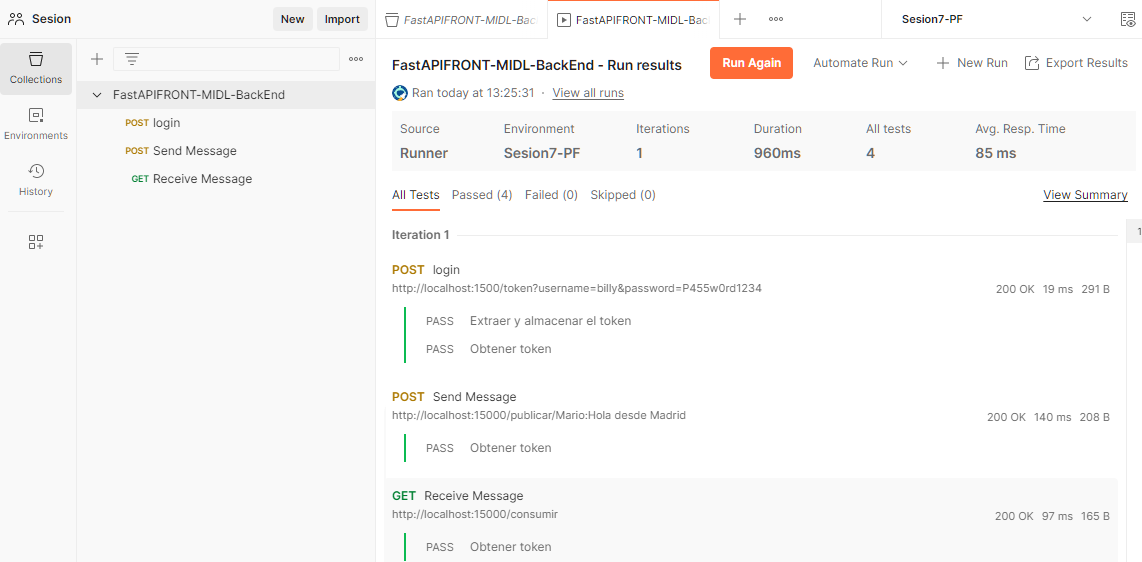 Sesion
New
Import
Collections
Environments
History
FastAPIFRONT-MIDL-BackEnd
POST login
POST Send Message
GET Receive Message
FastAPIFRONT-MIDL-Bac
FastAPIFRONT-MIDL-Bac
Sesion7-PF
FastAPIFRONT-MIDL-BackEnd - Run results
Run Again
Automate Run
New Run
Export Results
Ran today at 13:25:31 · View all runs
Source Environment Iterations Duration All tests Avg. Resp. Time
Runner Sesion7-PF 1 960ms 4 85 ms
All Tests Passed (4) Failed (0) Skipped (0) View Summary
Iteration 1
1
POST login
http://localhost:1500/token?username=billy&password=P455w0rd1234 200 OK 19 ms 291 B
PASS Extraer y almacenar el token
PASS Obtener token
POST Send Message
http://localhost:15000/publicar/Mario:Hola desde Madrid 200 OK 140 ms 208 B
PASS Obtener token
GET Receive Message
http://localhost:15000/consumir 200 OK 97 ms 165 B
PASS Obtener token